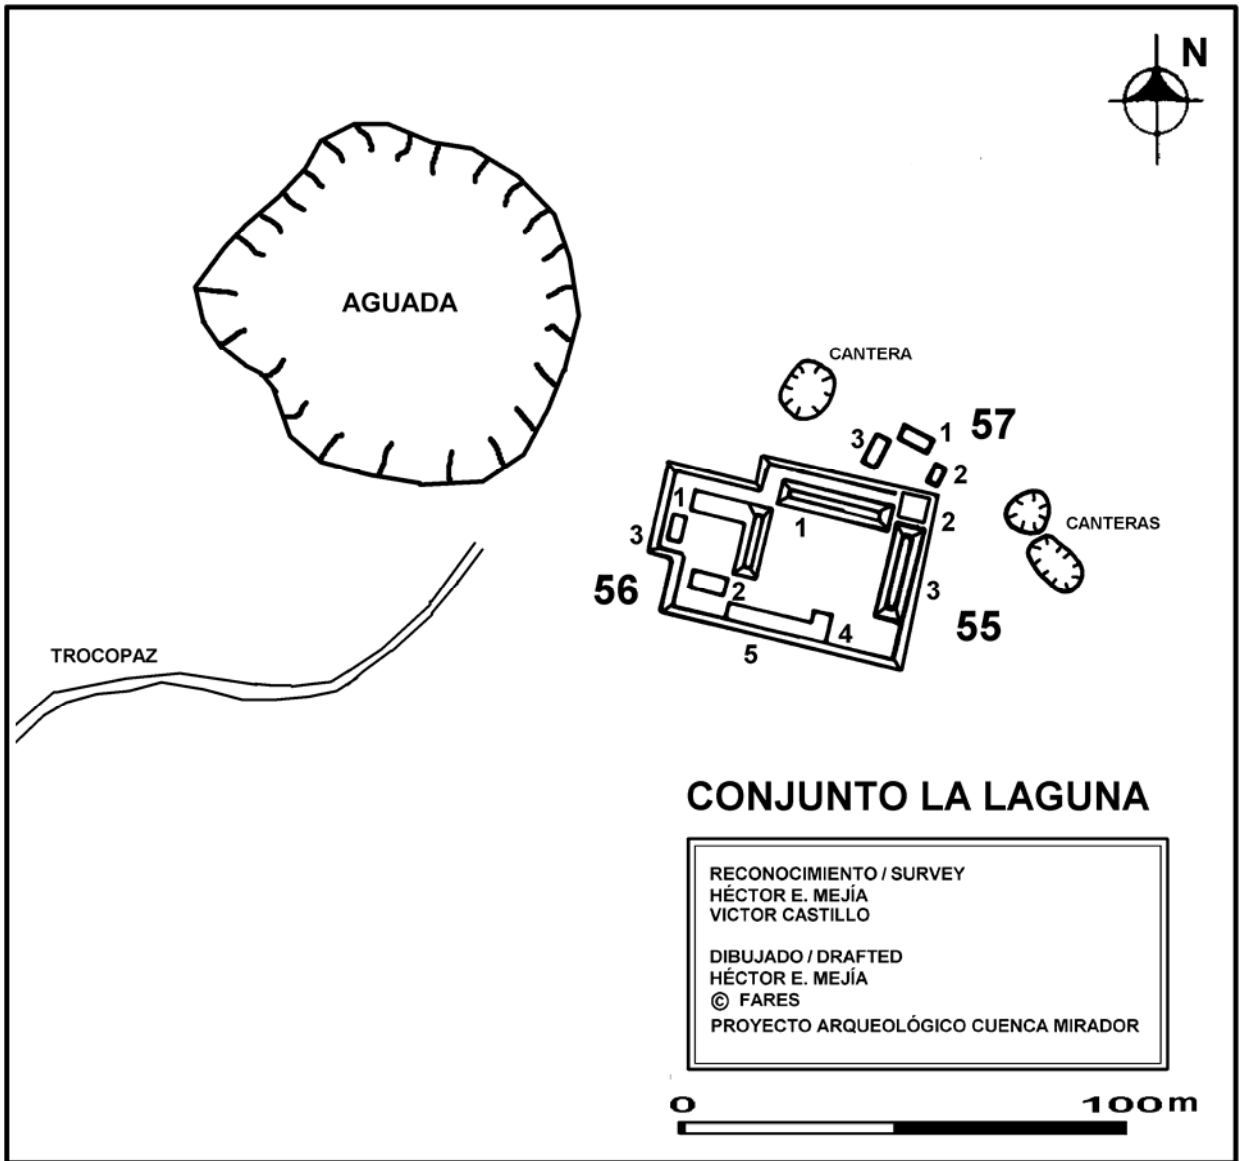 N
AGUADA
CANTERA
57
1
3
2
CANTERAS
1
1
2
3
56
2
3
55
4
5
TROCOPAZ
CONJUNTO LA LAGUNA
RECONOCIMIENTO / SURVEY
HÉCTOR E. MEJÍA
VICTOR CASTILLO
DIBUJADO / DRAFTED
HÉCTOR E. MEJÍA
© FARES
PROYECTO ARQUEOLÓGICO CUENCA MIRADOR
0 100m